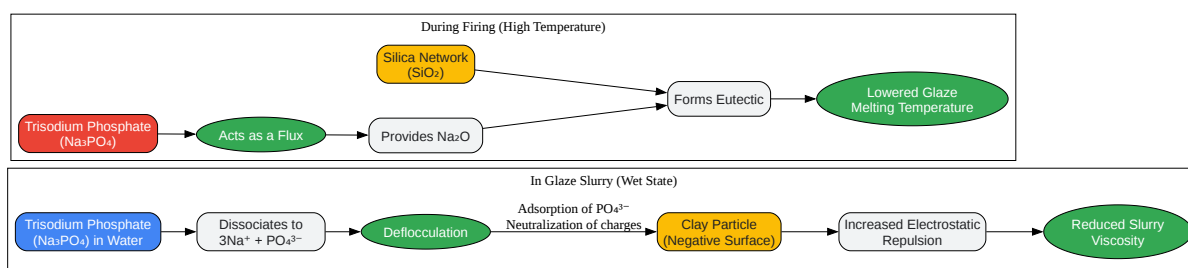 During Firing (High Temperature)
Silica Network
(SiO₂)
Forms Eutectic
Lowered Glaze
Melting Temperature
Trisodium Phosphate
(Na₃PO₄)
Acts as a Flux
Provides Na₂O
In Glaze Slurry (Wet State)
Trisodium Phosphate
(Na₃PO₄) in Water
Dissociates to
3Na⁺ + PO₄³⁻
Deflocculation
Adsorption of PO₄³⁻
Neutralization of charges
Clay Particle
(Negative Surface)
Increased Electrostatic
Repulsion
Reduced Slurry
Viscosity